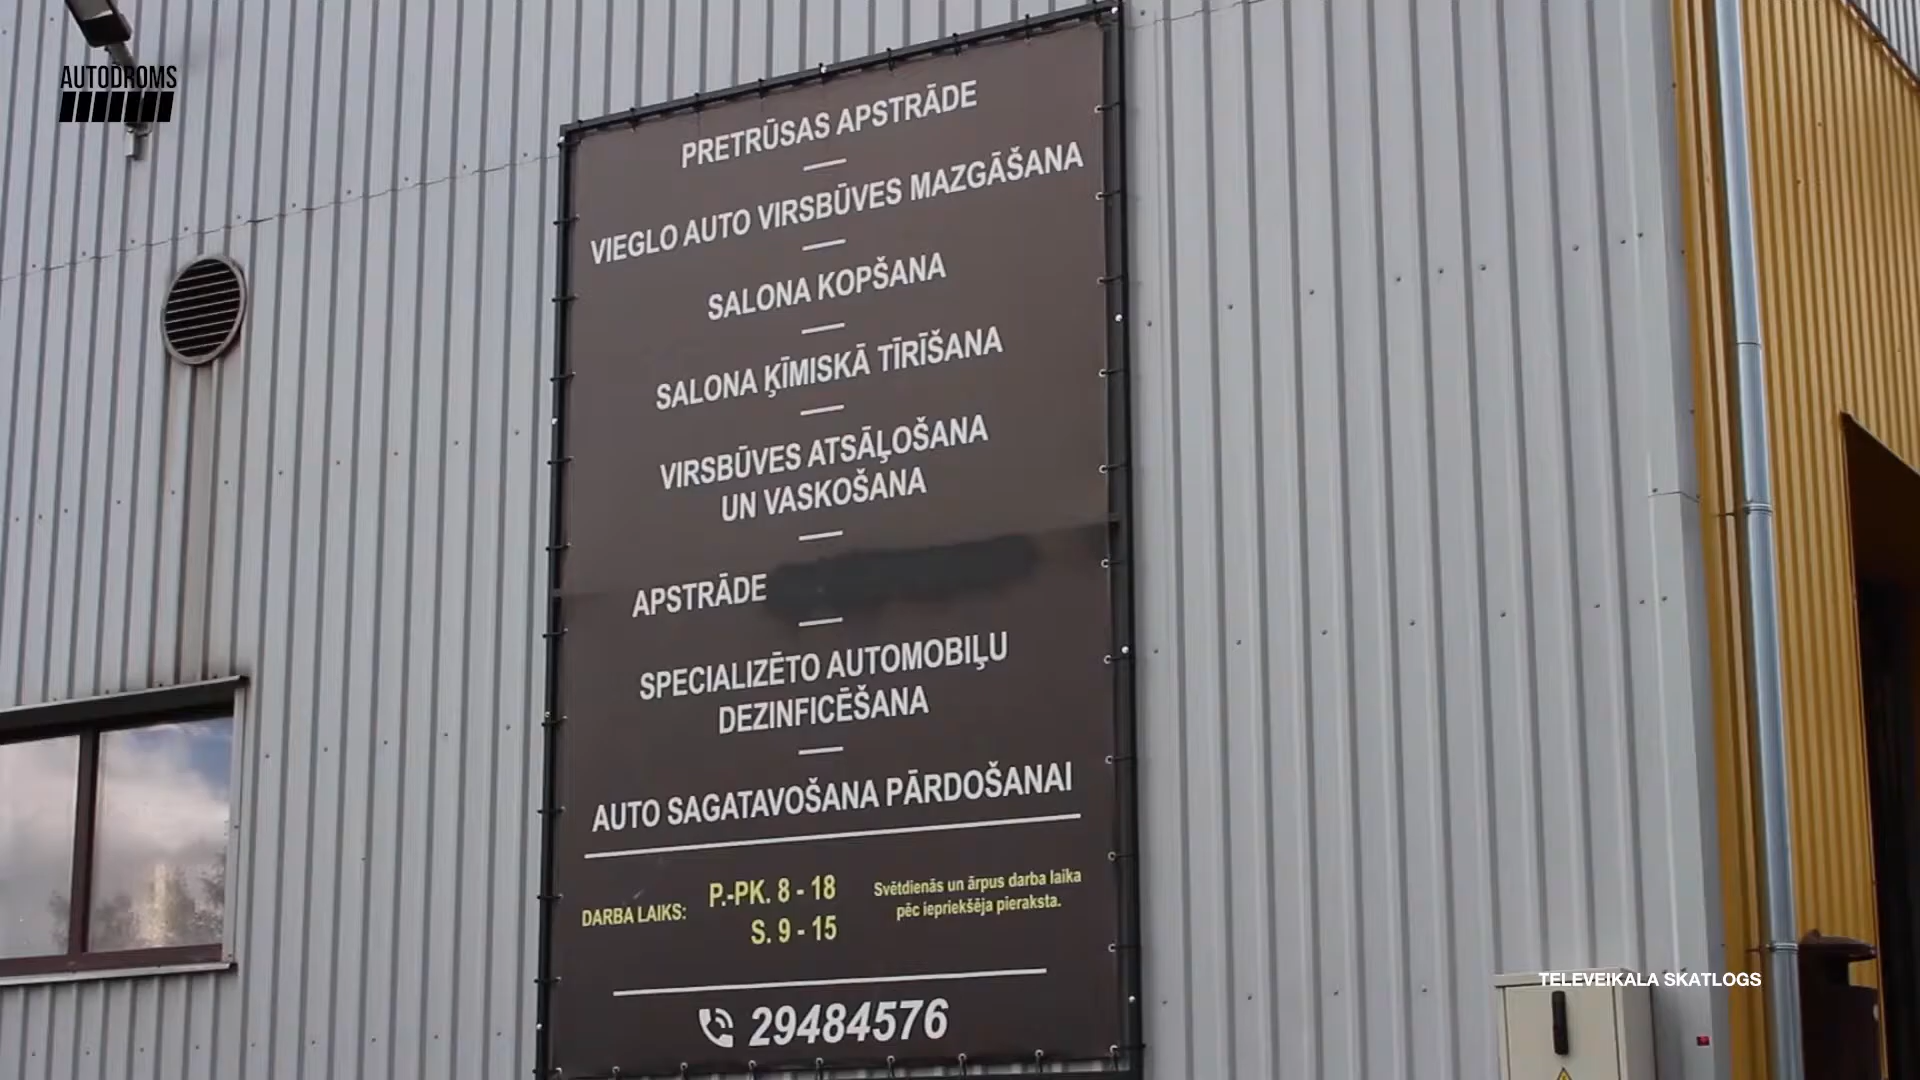 AUTODROMS
PRETRŪSAS APSTRĀDE
VIEGLO AUTO VIRSBŪVES MAZGĀŠANA
SALONA KOPŠANA
SALONA ĶĪMISKĀ TĪRĪŠANA
VIRSBŪVES ATSĀĻOŠANA
UN VASKOŠANA
APSTRĀDE
SPECIALIZĒTO AUTOMOBIĻU
DEZINFICĒŠANA
AUTO SAGATAVOŠANA PĀRDOŠANAI
DARBA LAIKS:
P.-PK. 8 - 18
S. 9 - 15
Svētdienās un ārpus darba laika
pēc iepriekšēja pieraksta.
29484576
TELEVEIKALA SKATLOGS